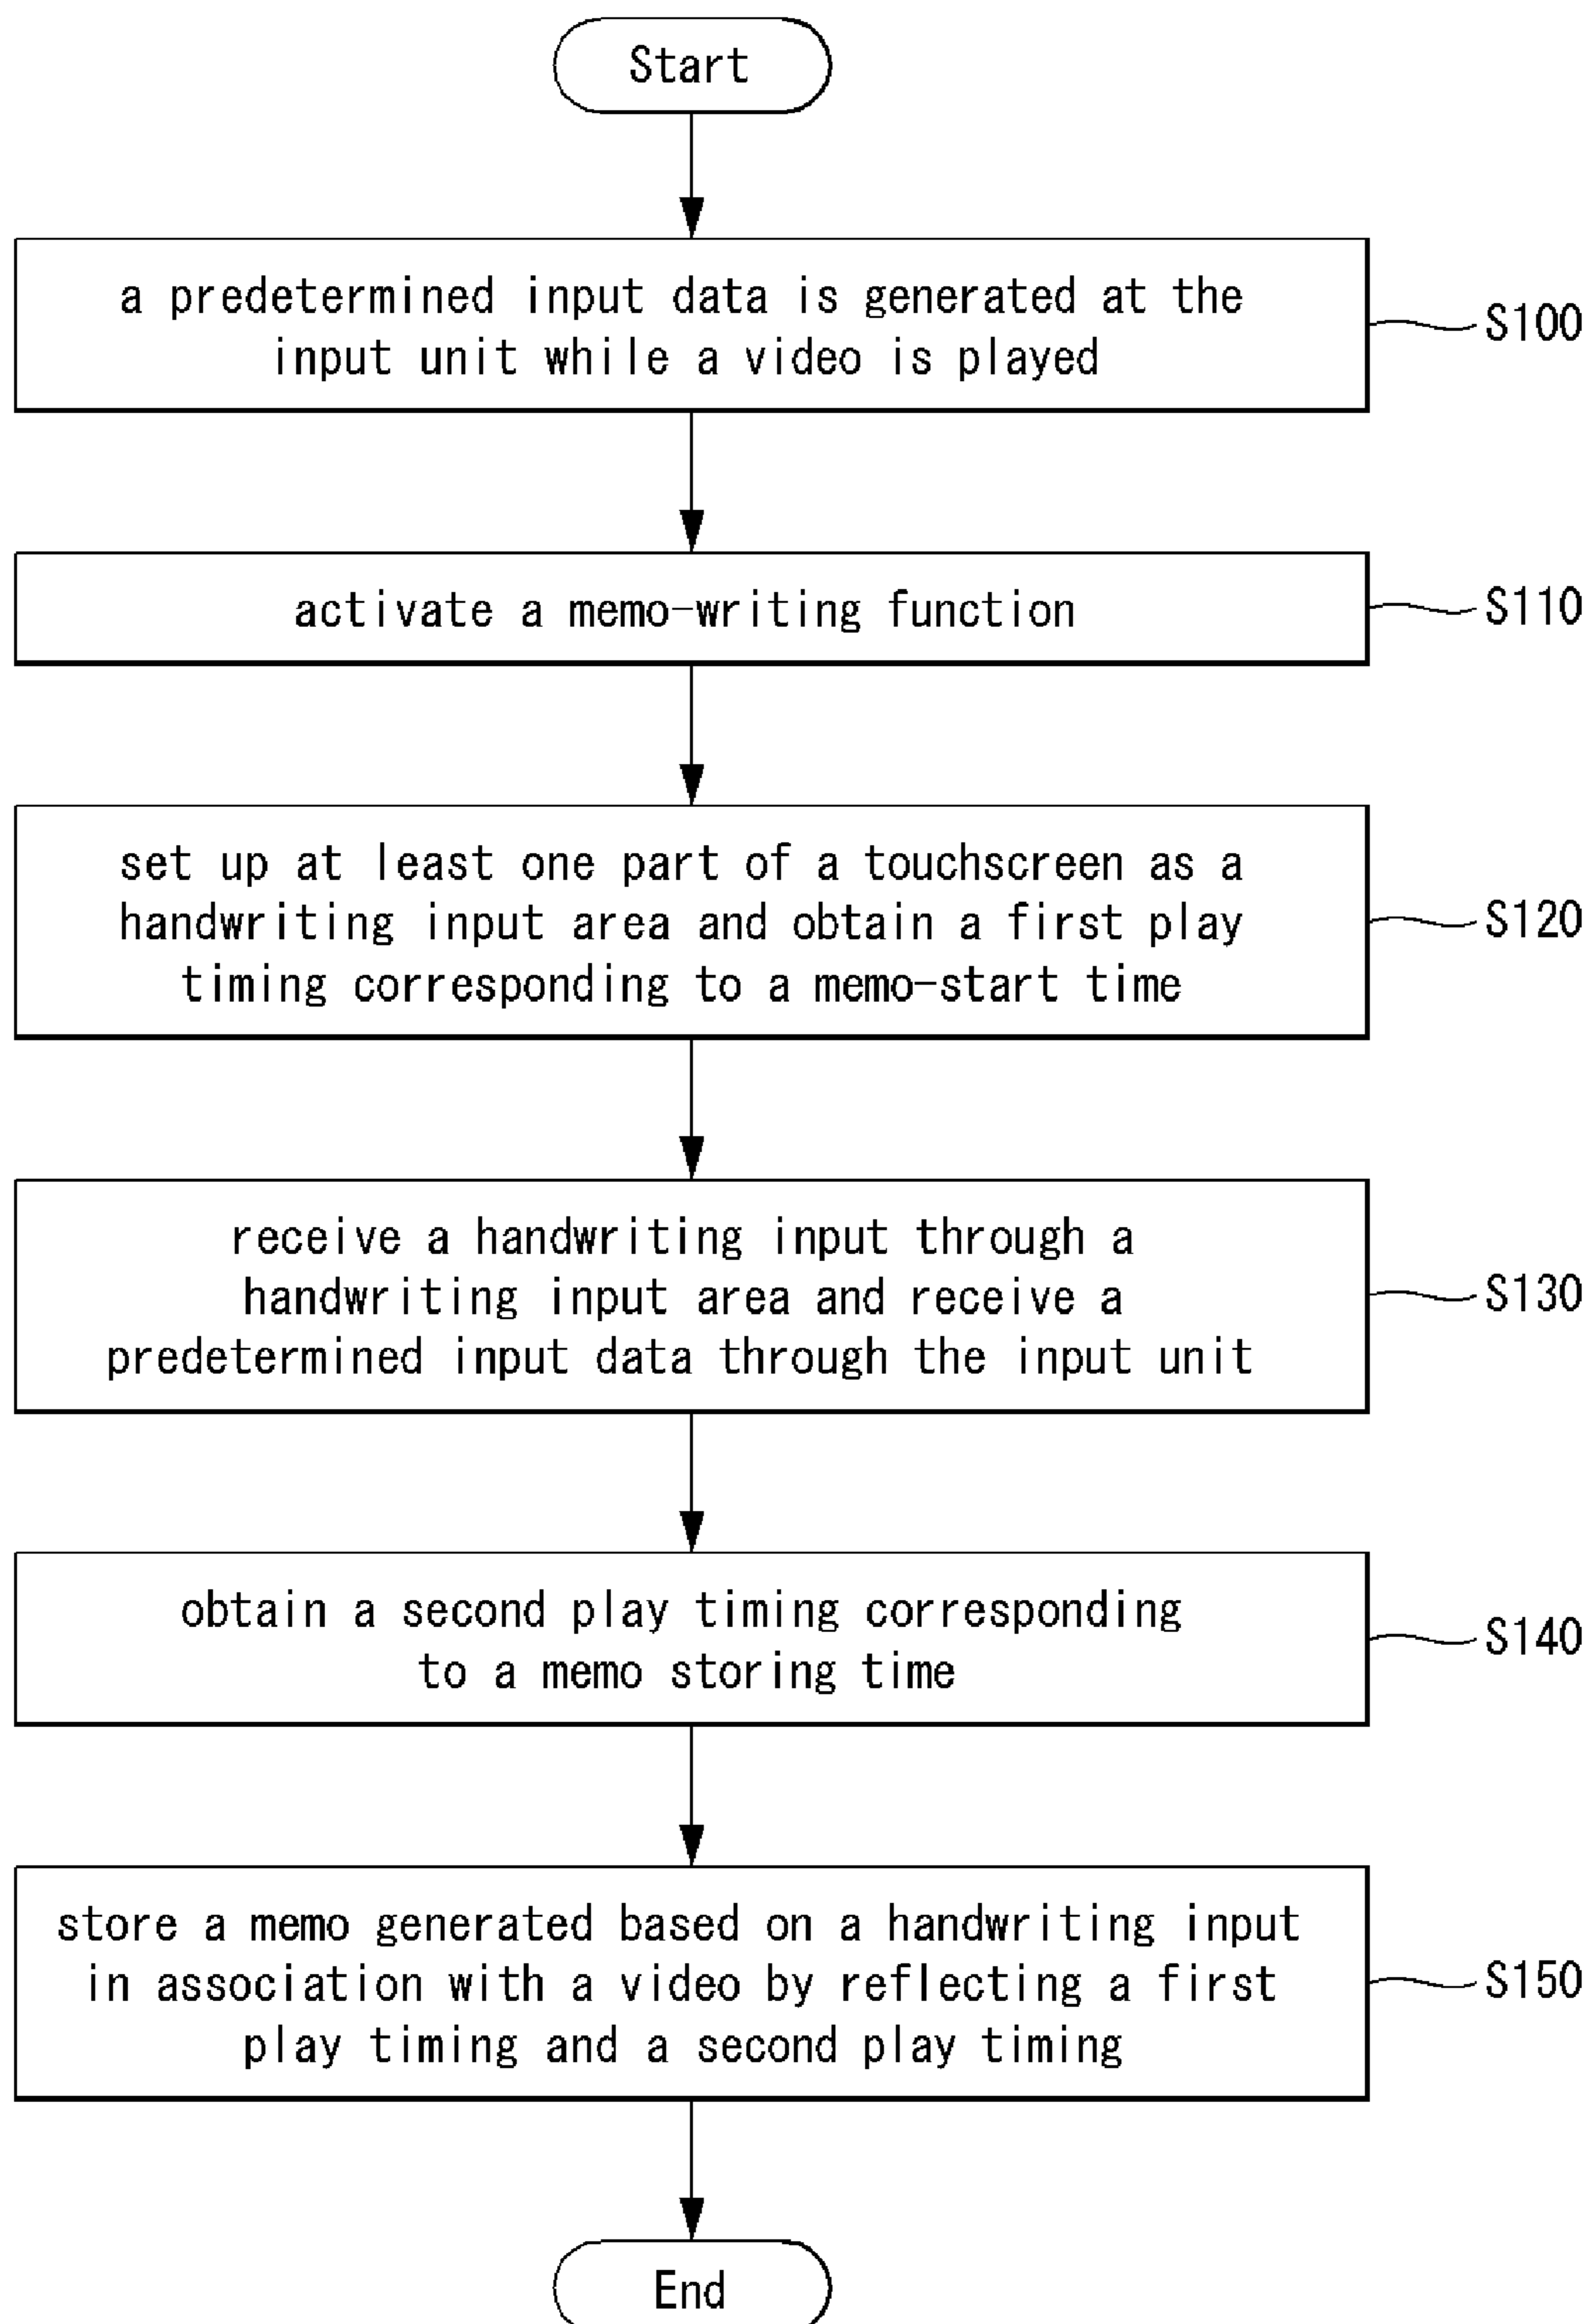 Start
a predetermined input data is generated at the
input unit while a video is played
S100
activate a memo-writing function
S110
set up at least one part of a touchscreen as a
handwriting input area and obtain a first play
timing corresponding to a memo-start time
S120
receive a handwriting input through a
handwriting input area and receive a
predetermined input data through the input unit
S130
obtain a second play timing corresponding
to a memo storing time
S140
store a memo generated based on a handwriting input
in association with a video by reflecting a first
play timing and a second play timing
S150
End